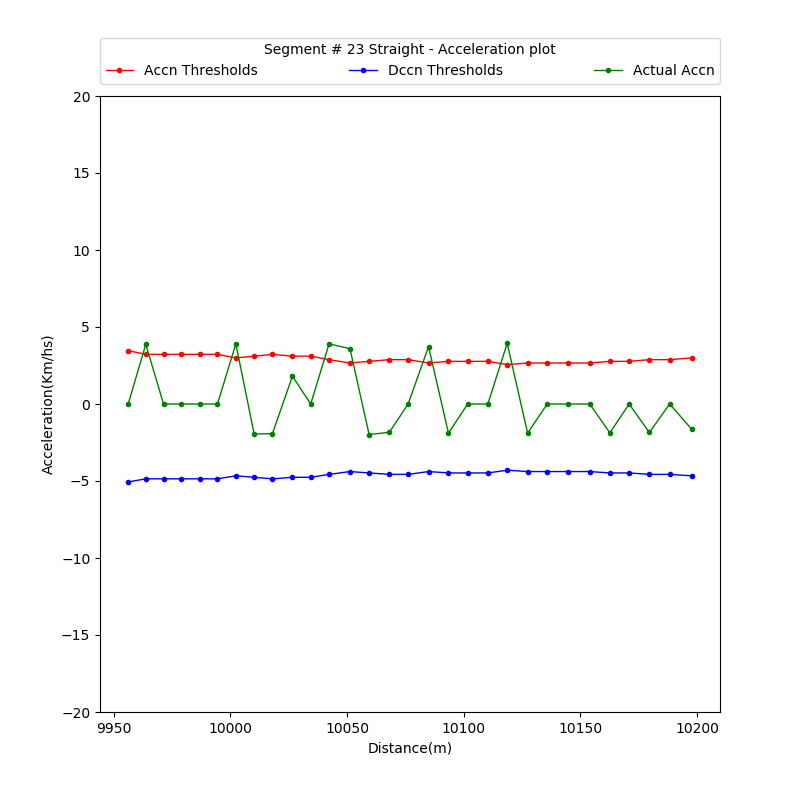 Segment # 23 Straight - Acceleration plot
Accn Thresholds
Dccn Thresholds
Actual Accn
20
15
10
5
0
−5
−10
−15
−20
Acceleration(Km/hs)
9950
10000
10050
10100
10150
10200
Distance(m)